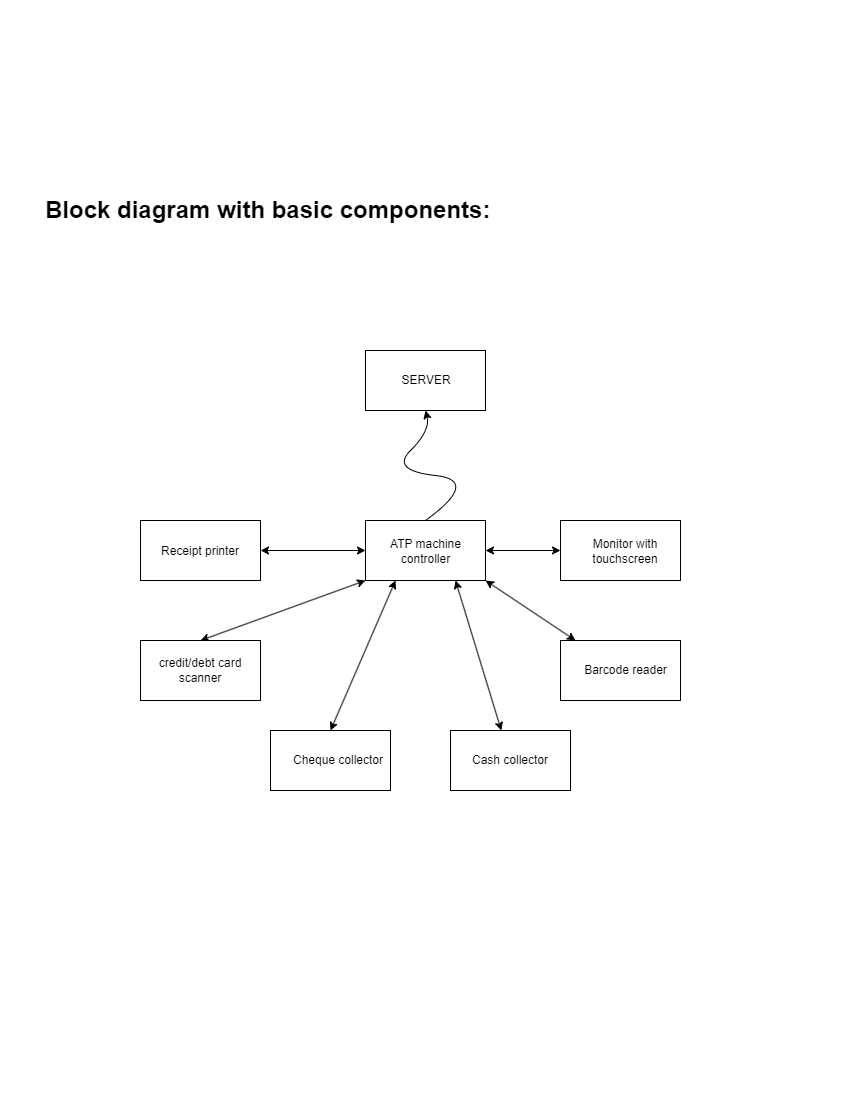 Block diagram with basic components:
SERVER
Receipt printer
ATP machine
controller
Monitor with
touchscreen
credit/debt card
scanner
Barcode reader
Cheque collector
Cash collector